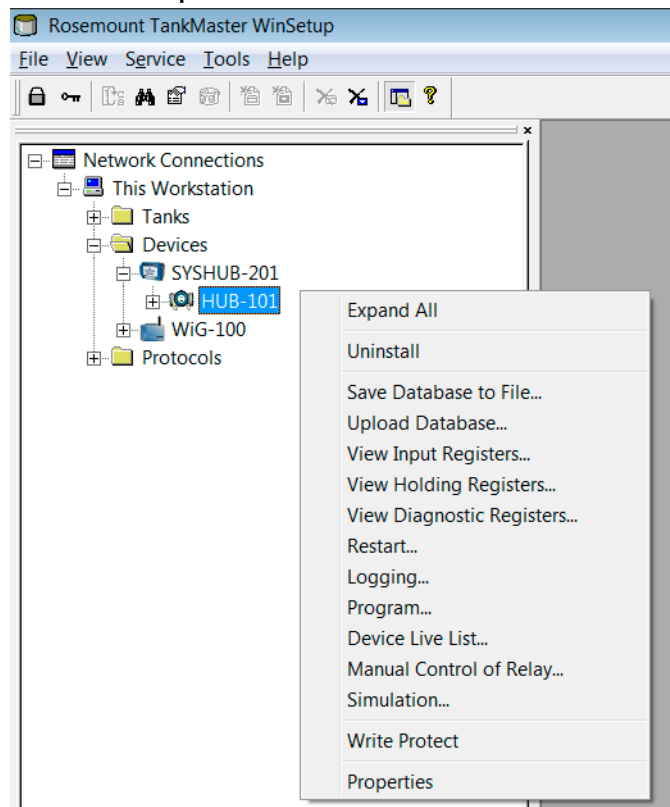 Rosemount TankMaster WinSetup
File View Service Tools Help
Network Connections
This Workstation
Tanks
Devices
SYSHUB-201
HUB-101
WiG-100
Protocols
Expand All
Uninstall
Save Database to File...
Upload Database...
View Input Registers...
View Holding Registers...
View Diagnostic Registers...
Restart...
Logging...
Program...
Device Live List...
Manual Control of Relay...
Simulation...
Write Protect
Properties